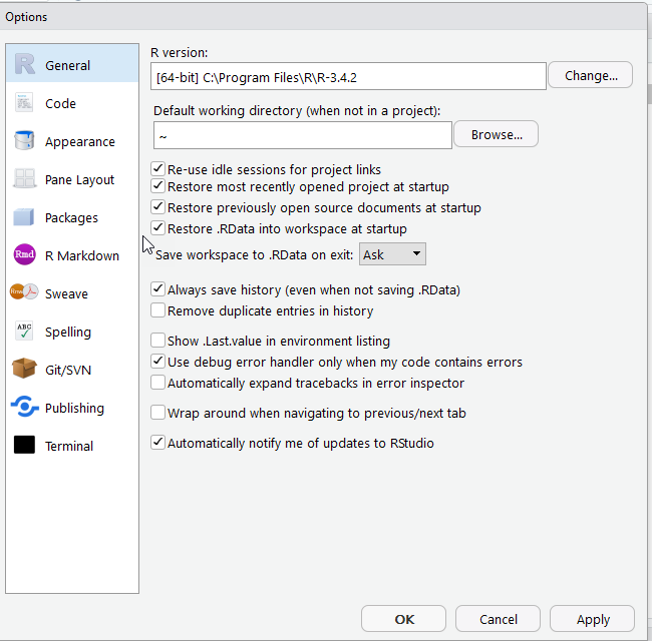 Options
General
Code
Appearance
Pane Layout
Packages
Rmd R Markdown
Sweave
ABC Spelling
Git/SVN
Publishing
Terminal
R version:
[64-bit] C:\Program Files\R\R-3.4.2
Change...
Default working directory (when not in a project):
~
Browse...
Re-use idle sessions for project links
Restore most recently opened project at startup
Restore previously open source documents at startup
Restore .RData into workspace at startup
Save workspace to .RData on exit: Ask
Always save history (even when not saving .RData)
Remove duplicate entries in history
Show .Last.value in environment listing
Use debug error handler only when my code contains errors
Automatically expand tracebacks in error inspector
Wrap around when navigating to previous/next tab
Automatically notify me of updates to RStudio
OK Cancel Apply